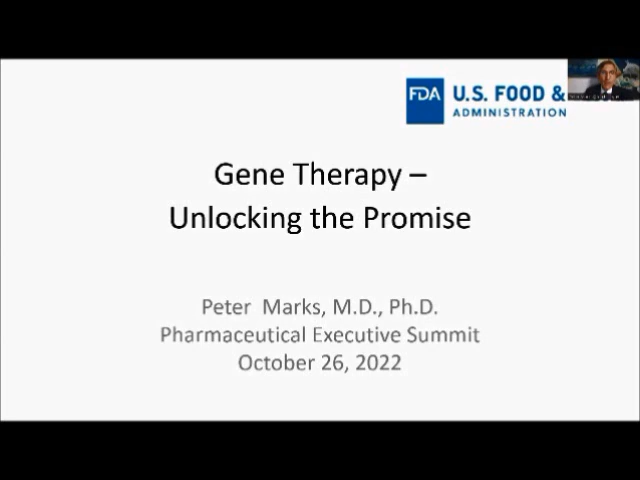 FDA
U.S. FOOD &
ADMINISTRATION
Gene Therapy –
Unlocking the Promise
Peter Marks, M.D., Ph.D.
Pharmaceutical Executive Summit
October 26, 2022